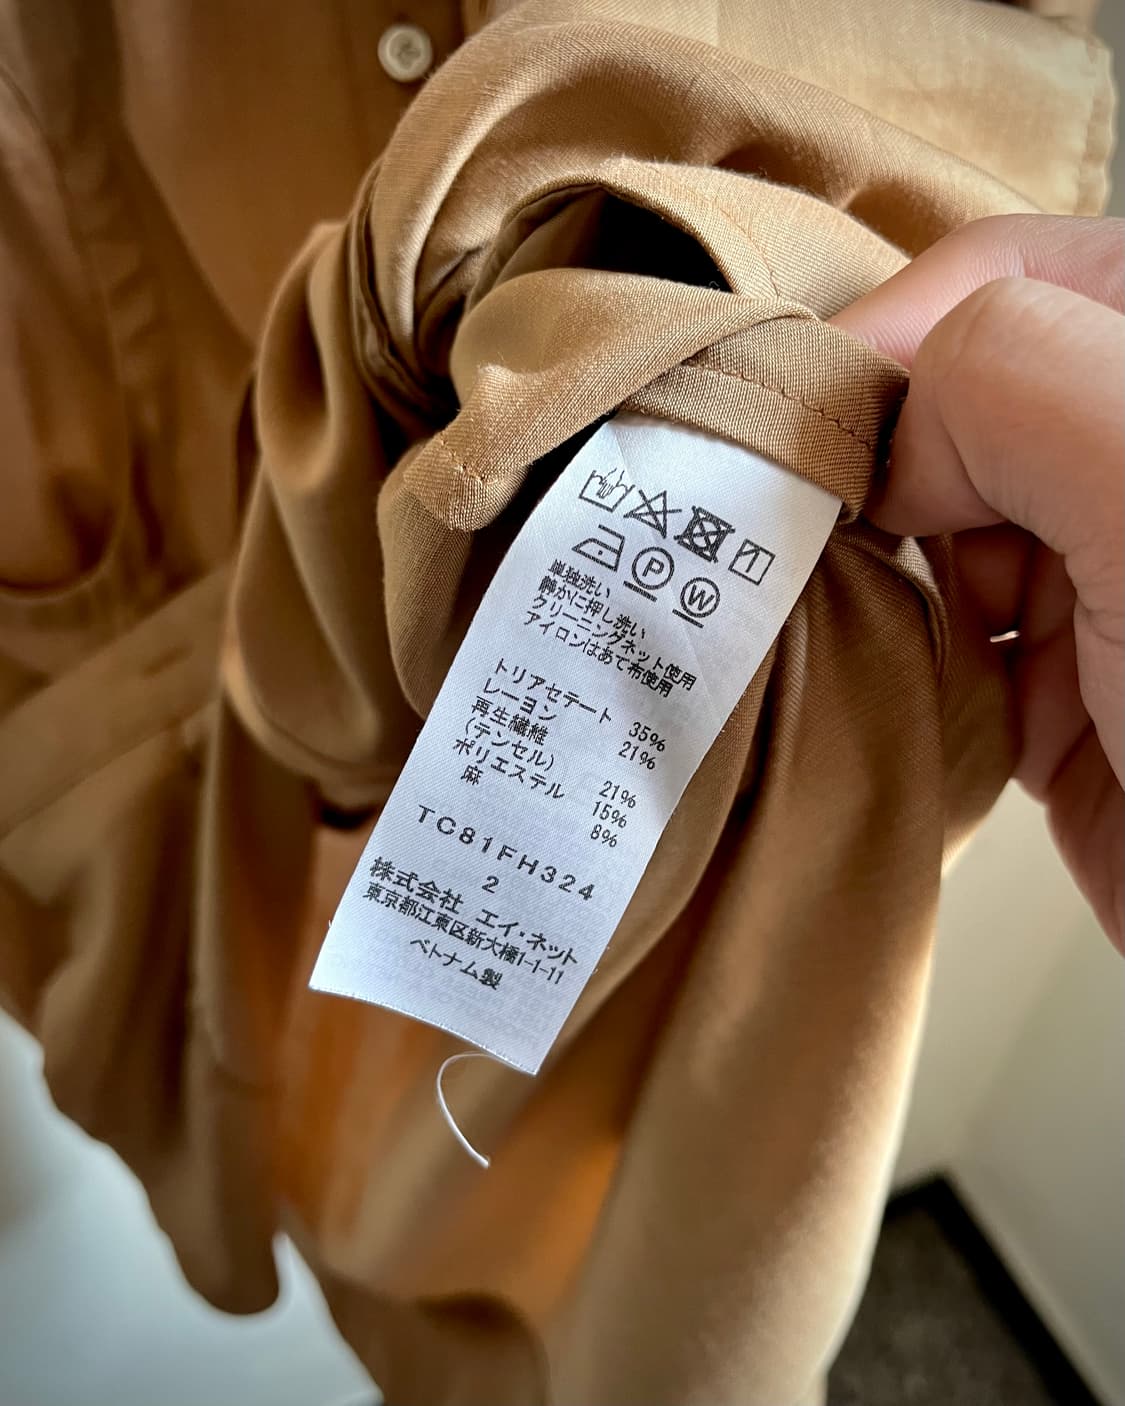 P W
単独洗い
静かに押し洗い
クリーニングネット使用
アイロンはあて布使用
トリアセテート 35%
レーヨン 21%
再生繊維
(テンセル) 21%
ポリエステル 15%
麻 8%
TC81FH324
2
株式会社 エイ・ネット
東京都江東区新大橋1-1-11
ベトナム製